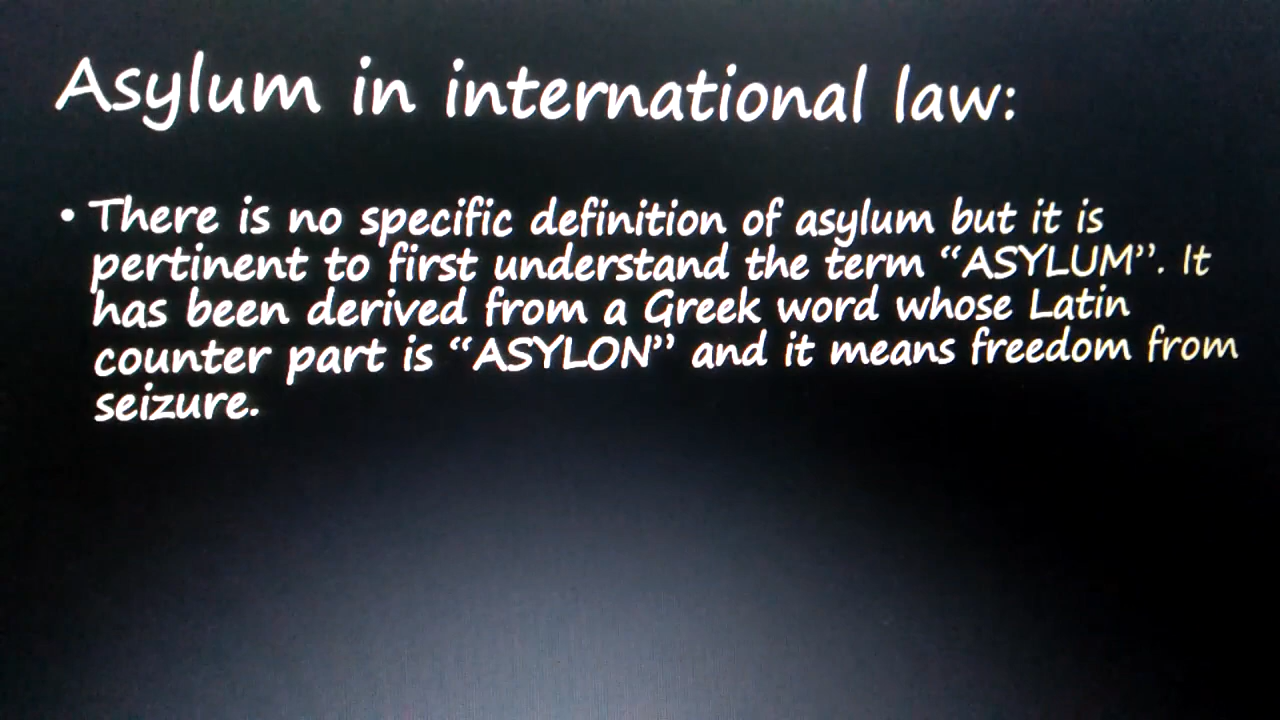 Asylum in international law:
• There is no specific definition of asylum but it is
pertinent to first understand the term “ASYLUM”. It
has been derived from a Greek word whose Latin
counter part is “ASYLON” and it means freedom from
seizure.